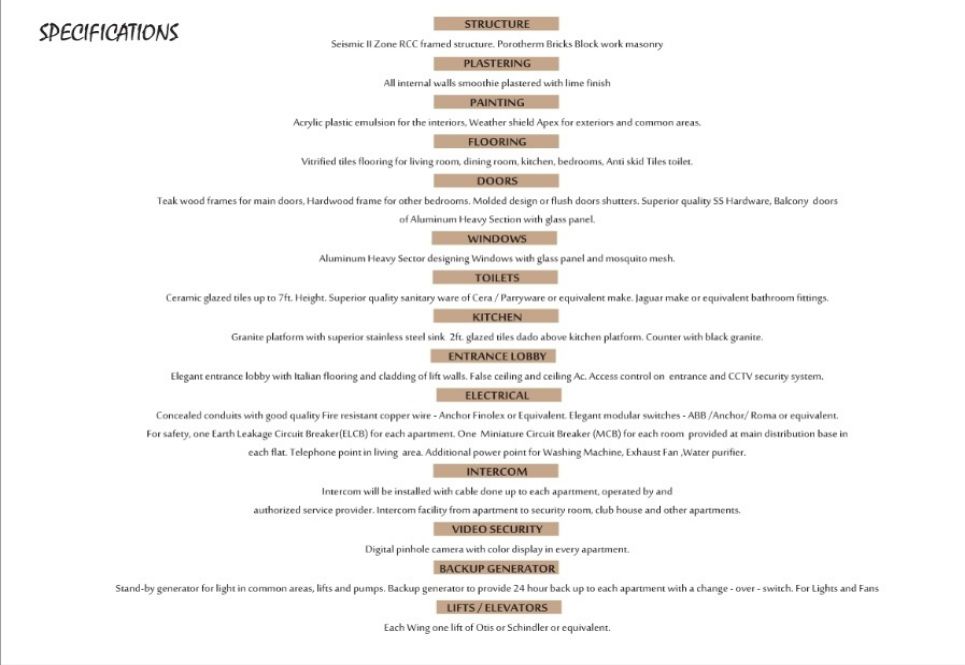 SPECIFICATIONS
STRUCTURE
Seismic II Zone RCC framed structure. Porotherm Bricks Block work masonry
PLASTERING
All internal walls smoothie plastered with lime finish
PAINTING
Acrylic plastic emulsion for the interiors, Weather shield Apex for exteriors and common areas.
FLOORING
Vitrified tiles flooring for living room, dining room, kitchen, bedrooms, Anti skid Tiles toilet.
DOORS
Teak wood frames for main doors, Hardwood frame for other bedrooms. Molded design or flush doors shutters. Superior quality SS Hardware, Balcony doors
of Aluminum Heavy Section with glass panel.
WINDOWS
Aluminum Heavy Sector designing Windows with glass panel and mosquito mesh.
TOILETS
Ceramic glazed tiles up to 7ft. Height. Superior quality sanitary ware of Cera / Parryware or equivalent make. Jaguar make or equivalent bathroom fittings.
KITCHEN
Granite platform with superior stainless steel sink 2ft. glazed tiles dado above kitchen platform. Counter with black granite.
ENTRANCE LOBBY
Elegant entrance lobby with Italian flooring and cladding of lift walls. False ceiling and ceiling Ac. Access control on entrance and CCTV security system.
ELECTRICAL
Concealed conduits with good quality Fire resistant copper wire - Anchor Finolex or Equivalent. Elegant modular switches - ABB /Anchor/ Roma or equivalent.
For safety, one Earth Leakage Circuit Breaker(ELCB) for each apartment. One Miniature Circuit Breaker (MCB) for each room provided at main distribution base in
each flat. Telephone point in living area. Additional power point for Washing Machine, Exhaust Fan ,Water purifier.
INTERCOM
Intercom will be installed with cable done up to each apartment, operated by and
authorized service provider. Intercom facility from apartment to security room, club house and other apartments.
VIDEO SECURITY
Digital pinhole camera with color display in every apartment.
BACKUP GENERATOR
Stand-by generator for light in common areas, lifts and pumps. Backup generator to provide 24 hour back up to each apartment with a change - over - switch. For Lights and Fans
LIFTS / ELEVATORS
Each Wing one lift of Otis or Schindler or equivalent.